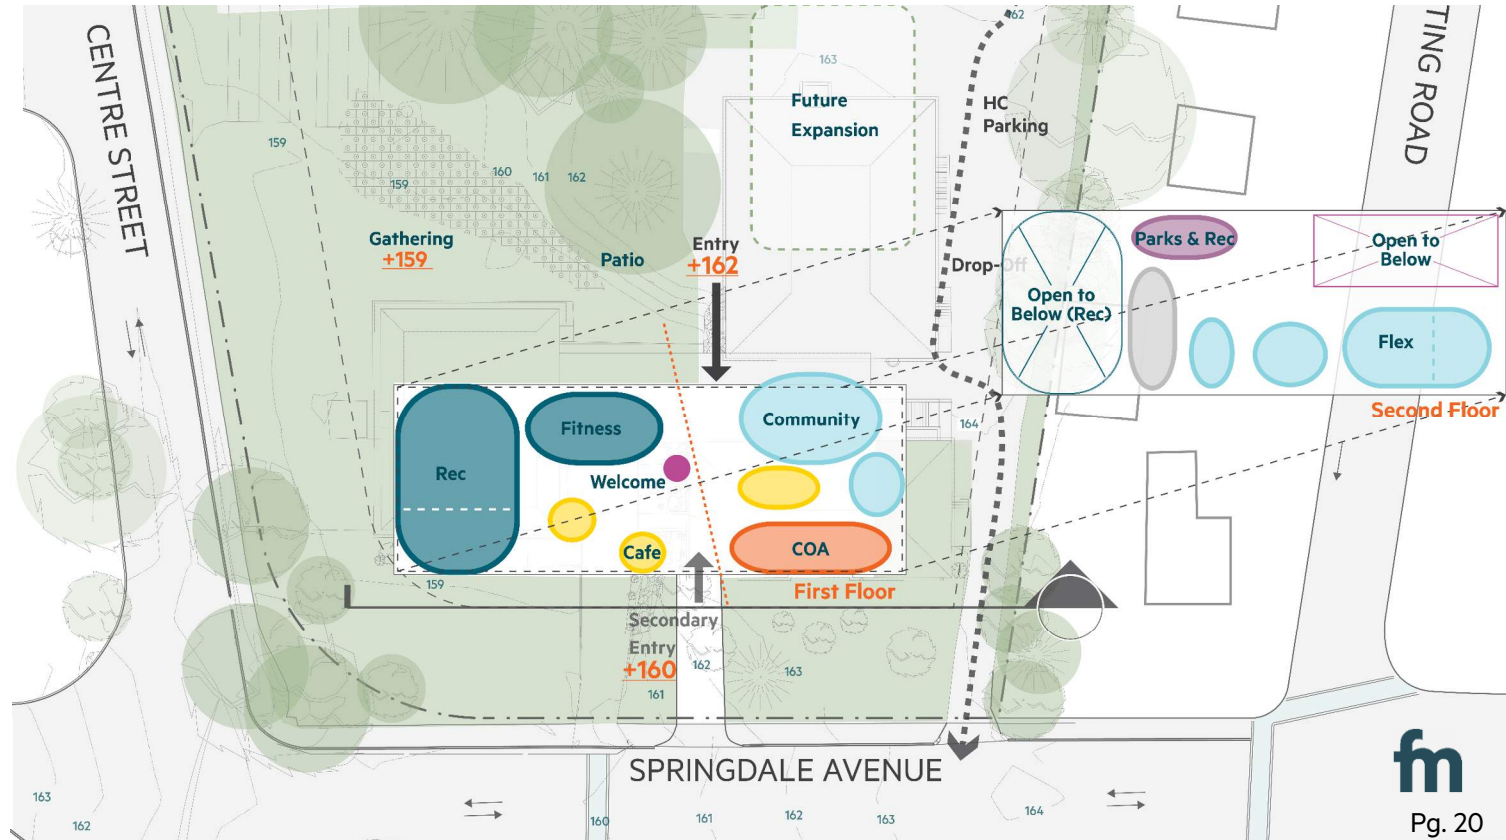 162
CENTRE STREET
TING ROAD
163
Future
Expansion
HC
Parking
159
160
161
162
159
Gathering
+159
Patio
Entry
+162
Drop-Off
Parks & Rec
Open to
Below
Open to
Below (Rec)
Flex
Second Floor
164
Community
Fitness
Rec
Welcome
Cafe
COA
First Floor
159
Secondary
Entry
+160
161
162
163
SPRINGDALE AVENUE
163
162
160
161
162
163
164
fm
Pg. 20